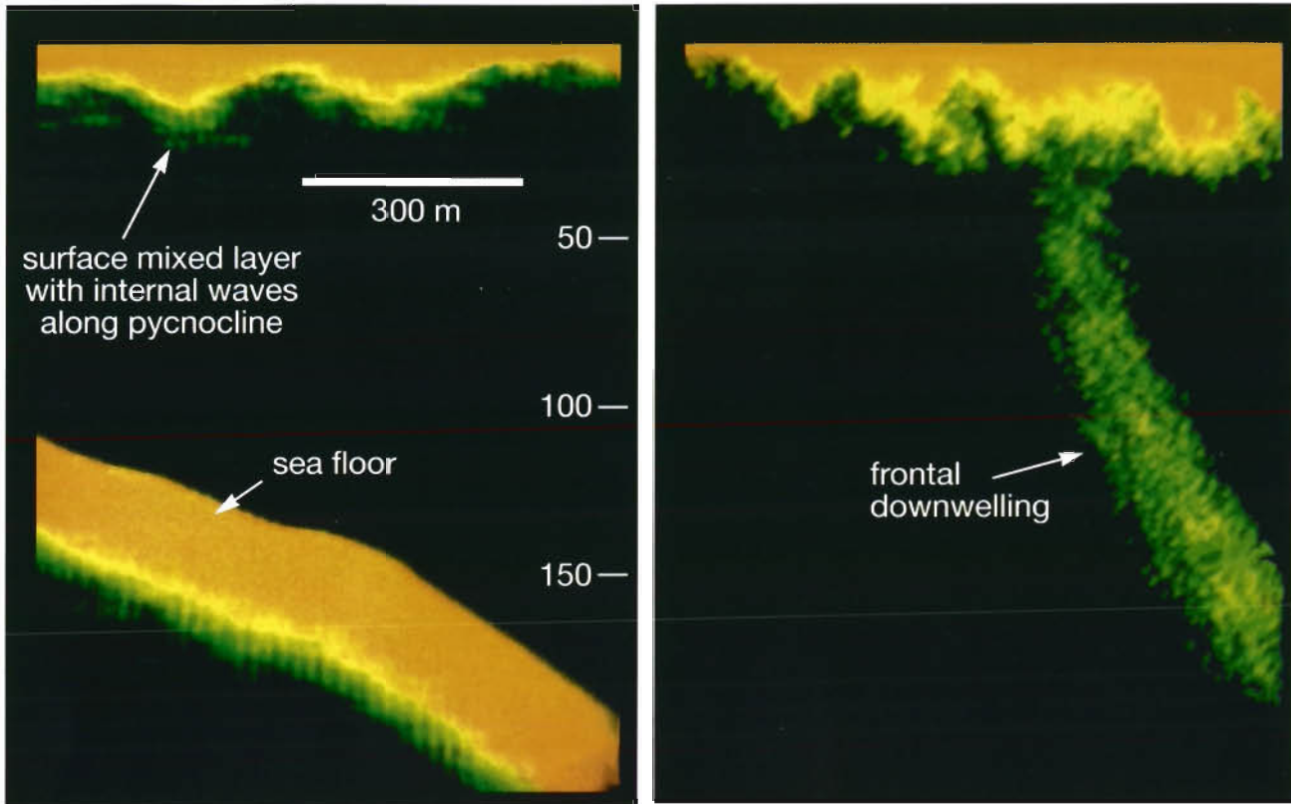 300 m
50
surface mixed layer
with internal waves
along pycnocline
100
sea floor
150
frontal
downwelling